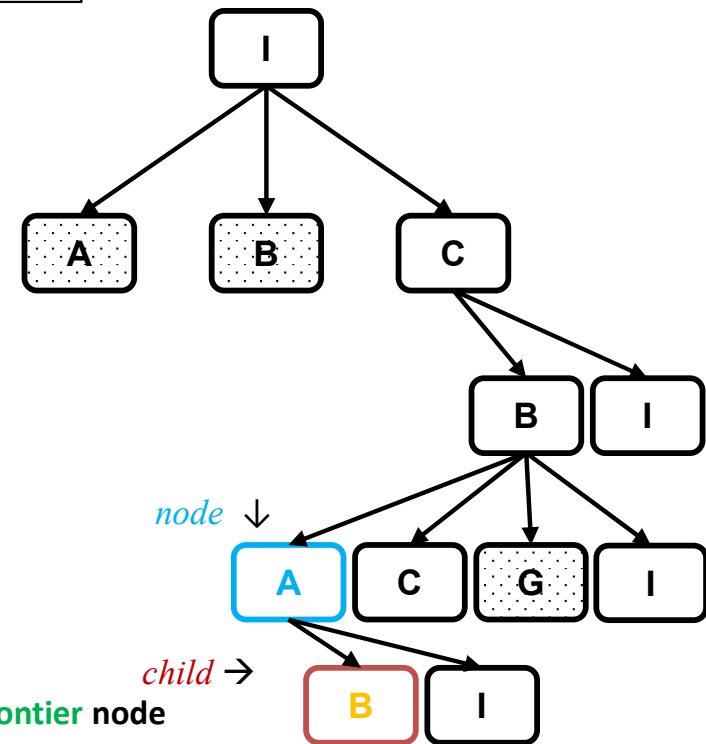 I
A B C
B I
node ↓
A C G I
child →
B I
ontier node